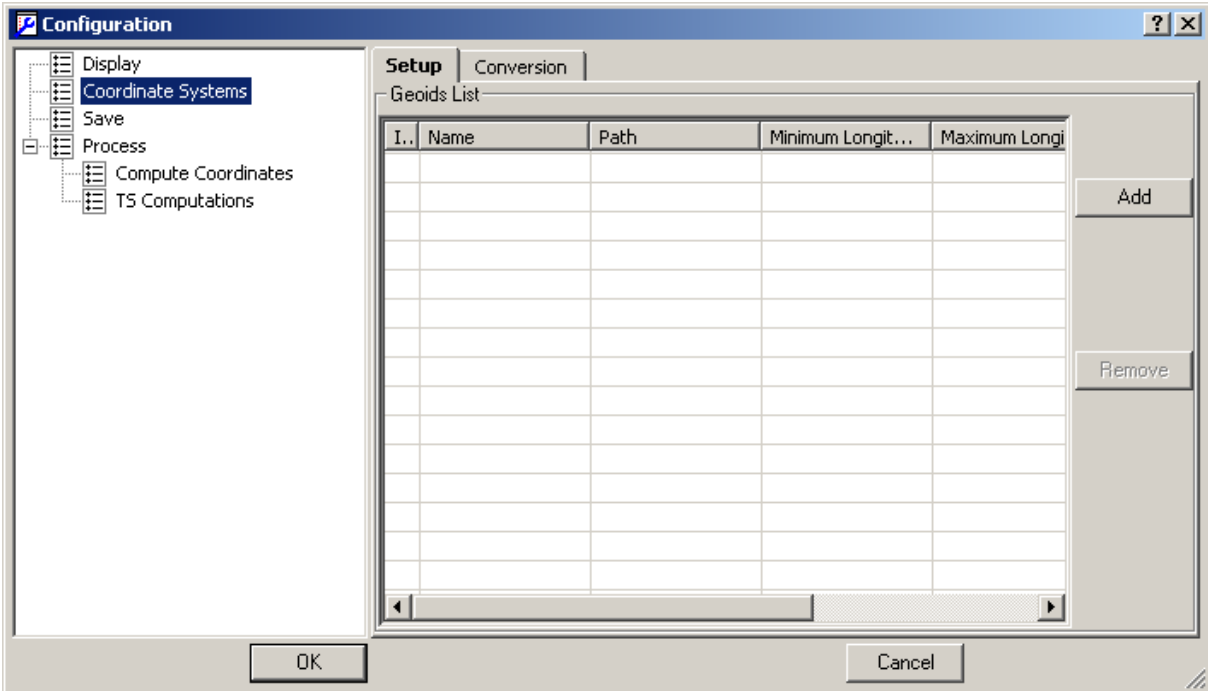 Configuration
Display
Coordinate Systems
Save
Process
Compute Coordinates
TS Computations
Setup Conversion
Geoids List
I.. Name Path Minimum Longit... Maximum Longi
Add
Remove
OK Cancel